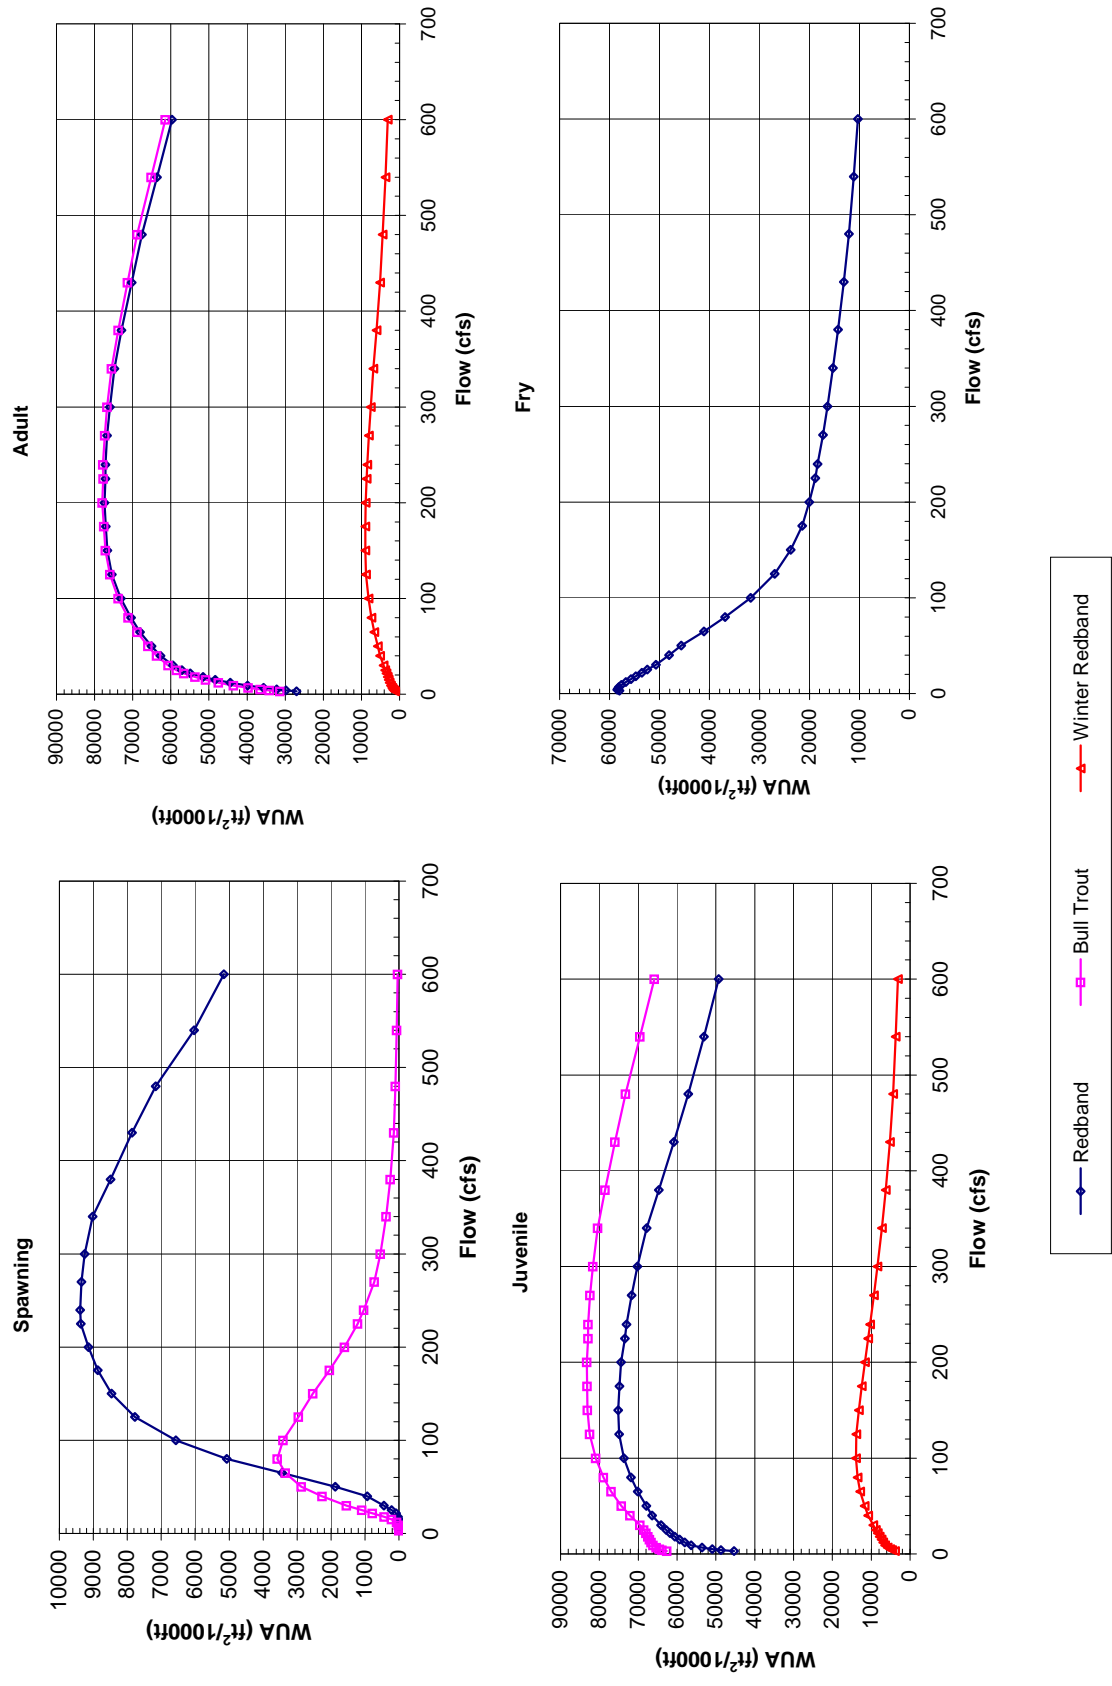 Spawning
10000
9000
8000
7000
6000
5000
4000
3000
2000
1000
0
0 100 200 300 400 500 600 700
WUA (ft²/1000ft)
Flow (cfs)
Adult
90000
80000
70000
60000
50000
40000
30000
20000
10000
0
0 100 200 300 400 500 600 700
WUA (ft²/1000ft)
Flow (cfs)
Juvenile
90000
80000
70000
60000
50000
40000
30000
20000
10000
0
0 100 200 300 400 500 600 700
WUA (ft²/1000ft)
Flow (cfs)
Fry
70000
60000
50000
40000
30000
20000
10000
0
0 100 200 300 400 500 600 700
WUA (ft²/1000ft)
Flow (cfs)
Redband Bull Trout Winter Redband